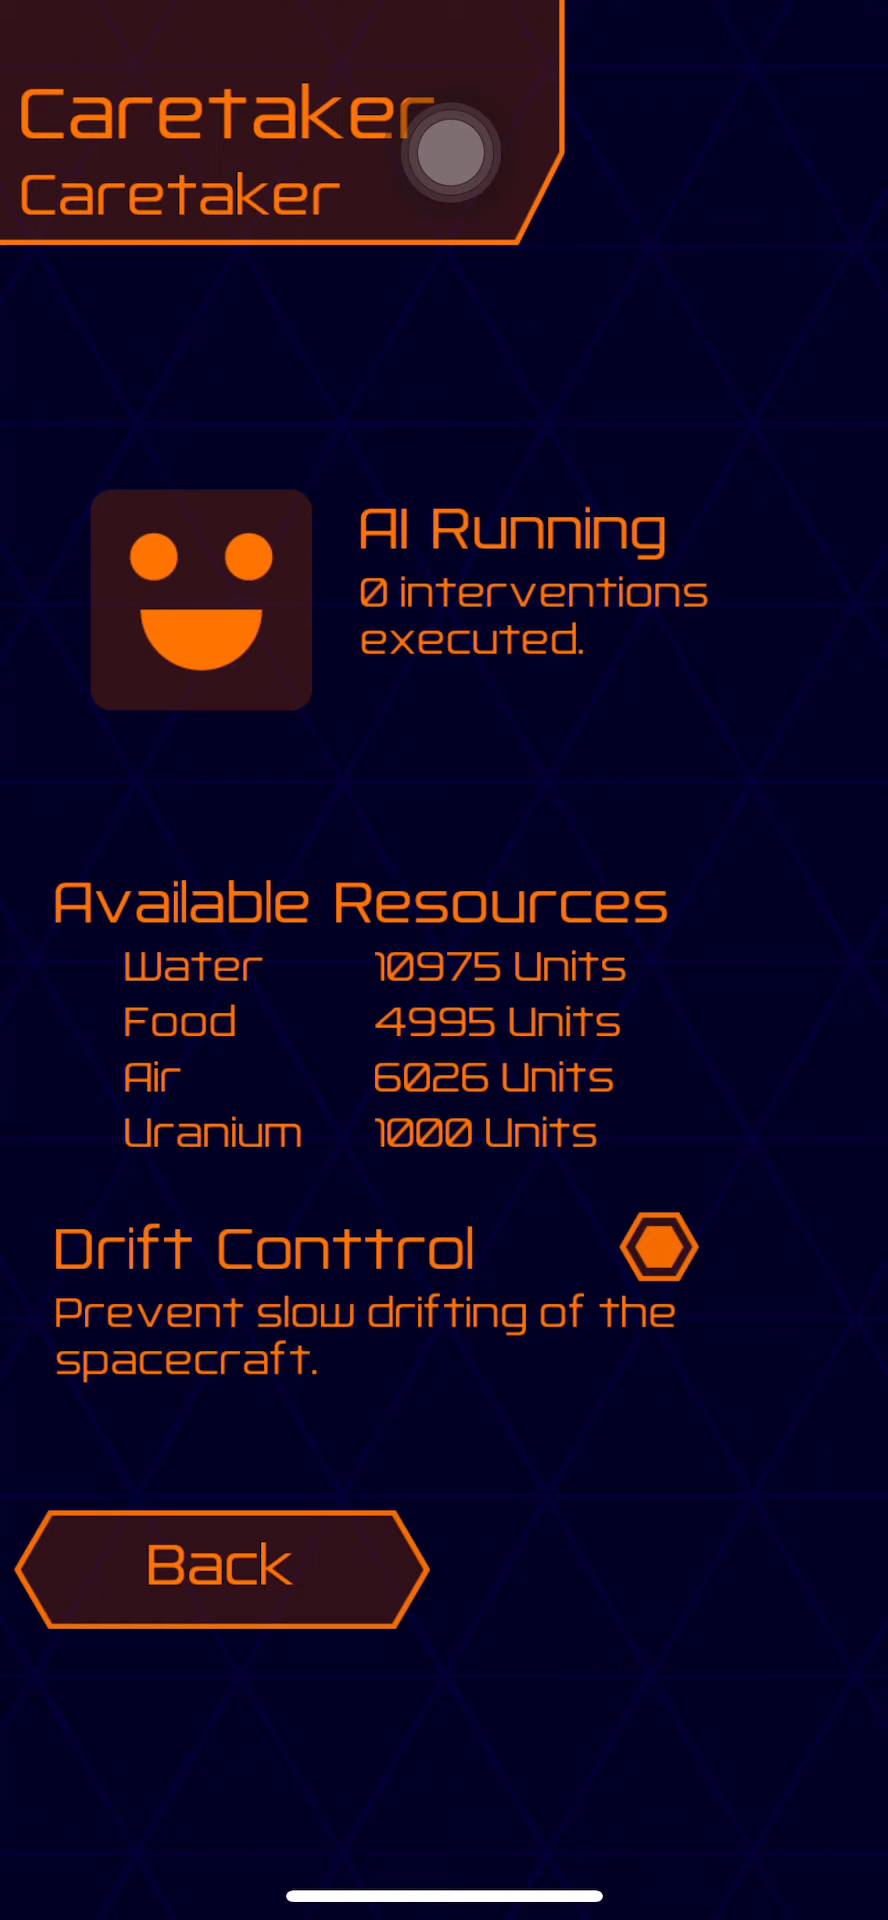 Caretaker
Caretaker
AI Running
0 interventions
executed.
Available Resources
Water 10975 Units
Food 4995 Units
Air 6026 Units
Uranium 1000 Units
Drift Conttrol
Prevent slow drifting of the
spacecraft.
Back